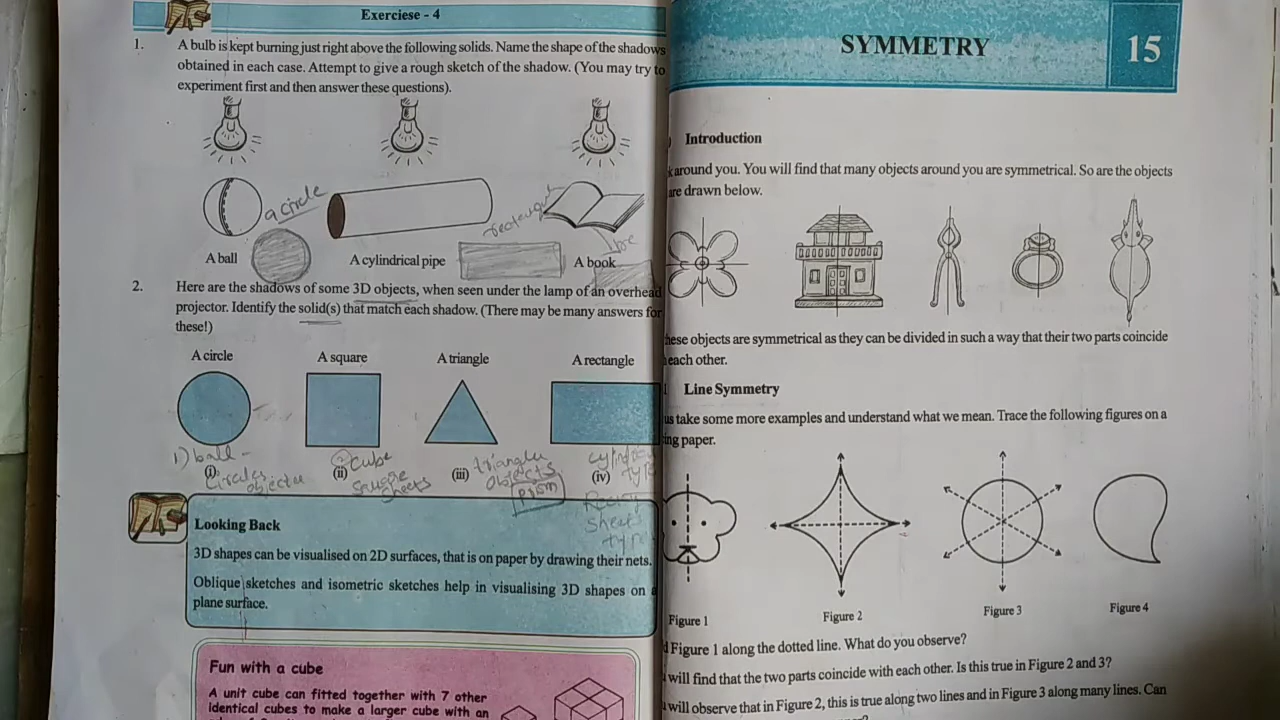 Exerciese - 4
1. A bulb is kept burning just right above the following solids. Name the shape of the shadows
obtained in each case. Attempt to give a rough sketch of the shadow. (You may try to
experiment first and then answer these questions).
a circle
A ball
A cylindrical pipe
A book
2. Here are the shadows of some 3D objects, when seen under the lamp of an overhead
projector. Identify the solid(s) that match each shadow. (There may be many answers for
these!)
A circle A square A triangle A rectangle
1) ball - cube
(i) (ii) (iii) objects (iv)
sheets
Looking Back
3D shapes can be visualised on 2D surfaces, that is on paper by drawing their nets.
Oblique sketches and isometric sketches help in visualising 3D shapes on a
plane surface.
Fun with a cube
A unit cube can fitted together with 7 other
identical cubes to make a larger cube with an
SYMMETRY 15
Introduction
around you. You will find that many objects around you are symmetrical. So are the objects
are drawn below.
these objects are symmetrical as they can be divided in such a way that their two parts coincide
each other.
Line Symmetry
us take some more examples and understand what we mean. Trace the following figures on a
ing paper.
Figure 1 Figure 2 Figure 3 Figure 4
Figure 1 along the dotted line. What do you observe?
will find that the two parts coincide with each other. Is this true in Figure 2 and 3?
will observe that in Figure 2, this is true along two lines and in Figure 3 along many lines. Can